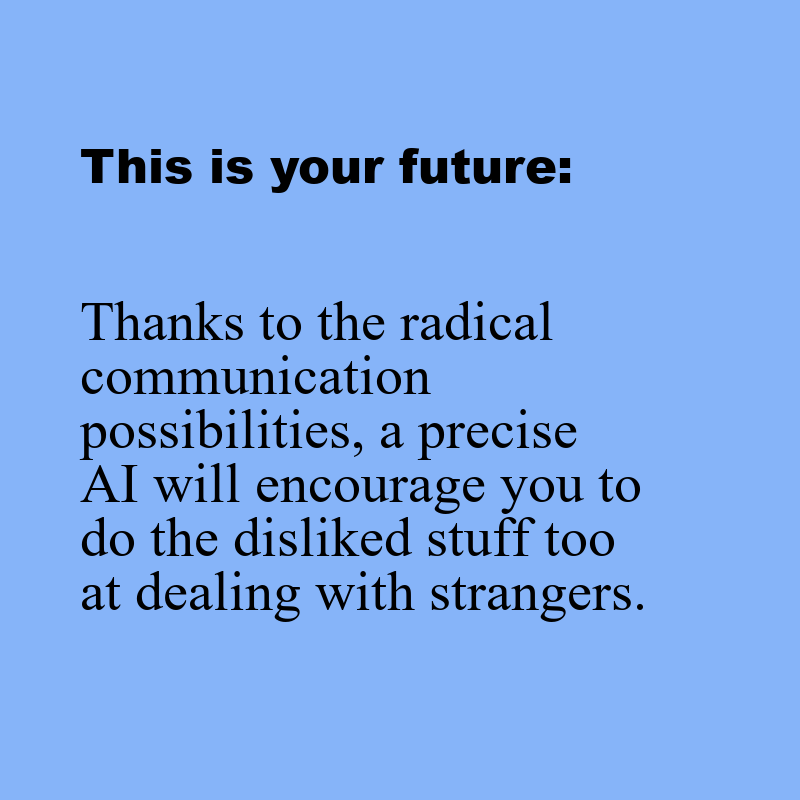 This is your future:
Thanks to the radical
communication
possibilities, a precise
AI will encourage you to
do the disliked stuff too
at dealing with strangers.